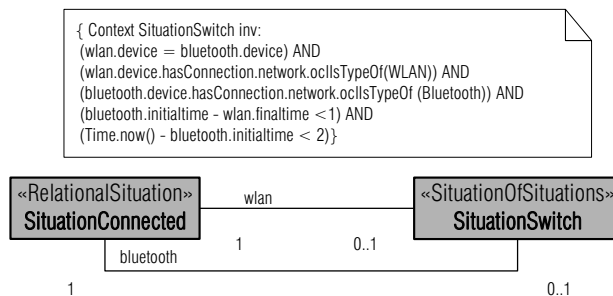 { Context SituationSwitch inv:
(wlan.device = bluetooth.device) AND
(wlan.device.hasConnection.network.oclIsTypeOf(WLAN)) AND
(bluetooth.device.hasConnection.network.oclIsTypeOf (Bluetooth)) AND
(bluetooth.initialtime - wlan.finaltime <1) AND
(Time.now() - bluetooth.initialtime < 2)}
«RelationalSituation»
SituationConnected
wlan
1
0..1
«SituationOfSituations»
SituationSwitch
bluetooth
1
0..1